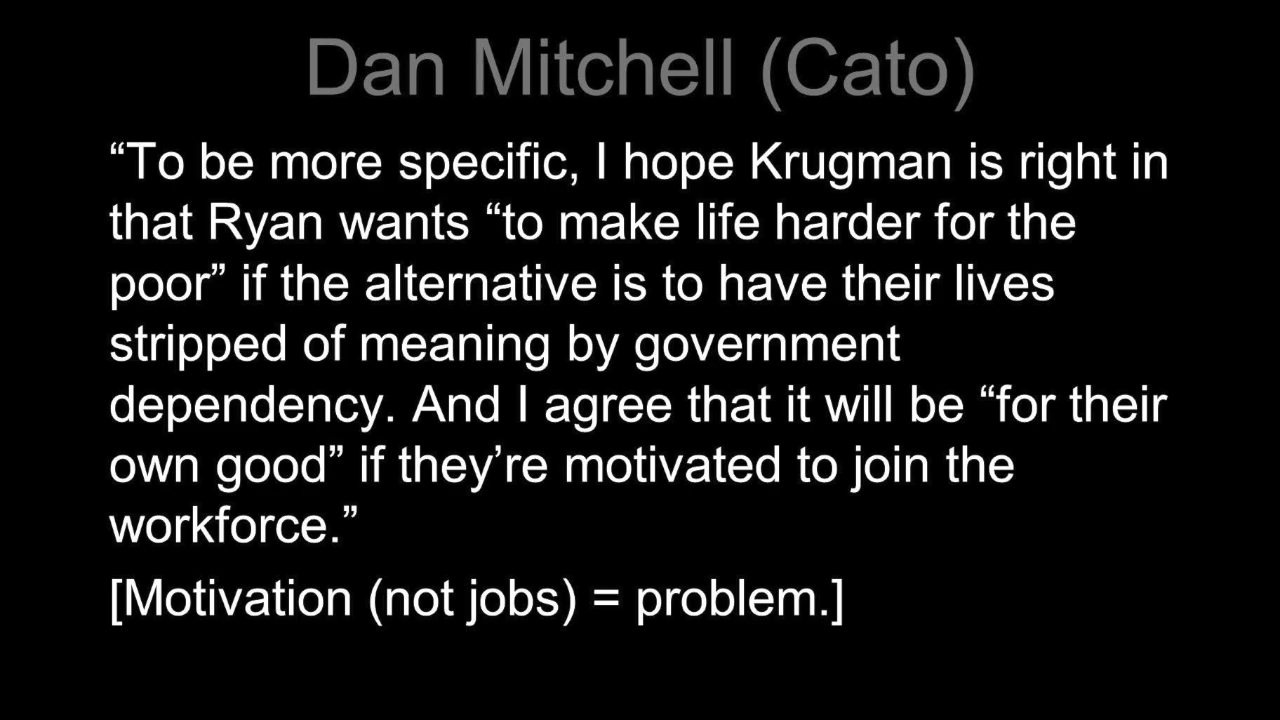 Dan Mitchell (Cato)
“To be more specific, I hope Krugman is right in
that Ryan wants “to make life harder for the
poor” if the alternative is to have their lives
stripped of meaning by government
dependency. And I agree that it will be “for their
own good” if they’re motivated to join the
workforce.”
[Motivation (not jobs) = problem.]